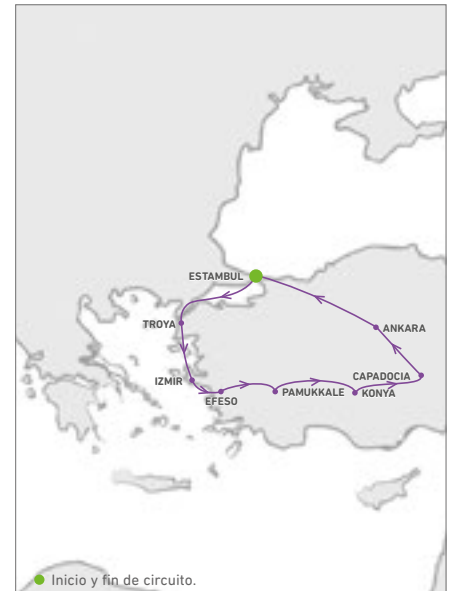 ESTAMBUL
TROYA
ANKARA
IZMIR
CAPADOCIA
EFESO
PAMUKKALE
KONYA
Inicio y fin de circuito.